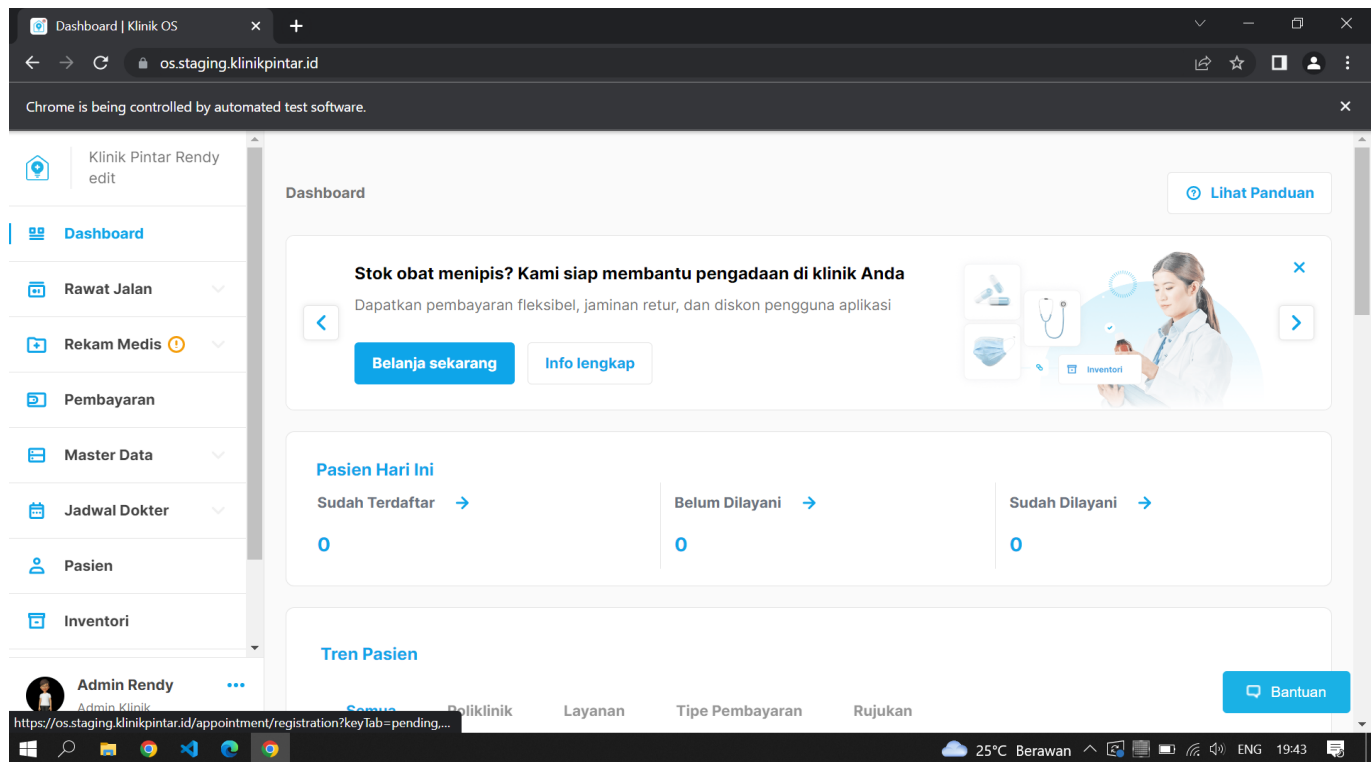 Dashboard | Klinik OS
os.staging.klinikpintar.id
Chrome is being controlled by automated test software.
Klinik Pintar Rendy
edit
Dashboard
Rawat Jalan
Rekam Medis
Pembayaran
Master Data
Jadwal Dokter
Pasien
Inventori
Admin Rendy
Admin Klinik
https://os.staging.klinikpintar.id/appointment/registration?keyTab=pending,...
Dashboard
Lihat Panduan
Stok obat menipis? Kami siap membantu pengadaan di klinik Anda
Dapatkan pembayaran fleksibel, jaminan retur, dan diskon pengguna aplikasi
Belanja sekarang
Info lengkap
Inventori
Pasien Hari Ini
Sudah Terdaftar
Belum Dilayani
Sudah Dilayani
0
0
0
Tren Pasien
Semua
Poliklinik
Layanan
Tipe Pembayaran
Rujukan
Bantuan
25°C Berawan
ENG
19:43